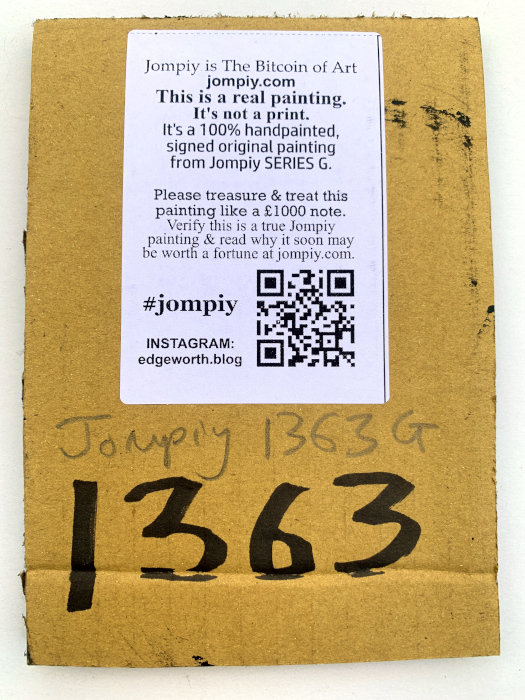 Jompiy is The Bitcoin of Art
jompiy.com
This is a real painting.
It's not a print.
It's a 100% handpainted,
signed original painting
from Jompiy SERIES G.
Please treasure & treat this
painting like a £1000 note.
Verify this is a true Jompiy
painting & read why it soon may
be worth a fortune at jompiy.com.
#jompiy
INSTAGRAM:
edgeworth.blog
Jompiy 1363 G
1363